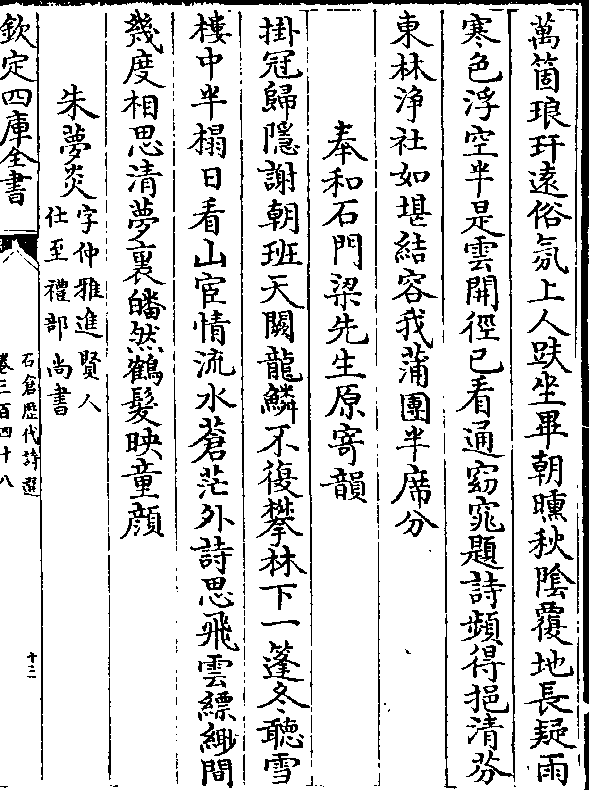 萬箇琅玕遠俗氛上人趺坐畢朝曛秋陰覆地長疑雨
寒色浮空半是雲開徑已看通窈窕題詩頻得挹清芬
東林浄社如堪結容我蒲團半席分
奉和石門梁先生原寄韻
掛冠歸隱謝朝班天闕龍鱗不復攀林下一篷冬聽雪
樓中半榻日看山宦情流水蒼茫外詩思飛雲縹緲間
幾度相思清夢裏皤然鶴髪映童顔
朱夢炎字仲雅進賢人
仕至禮部尚書
欽定四庫全書
石倉歴代詩選
卷三百四十八
十三